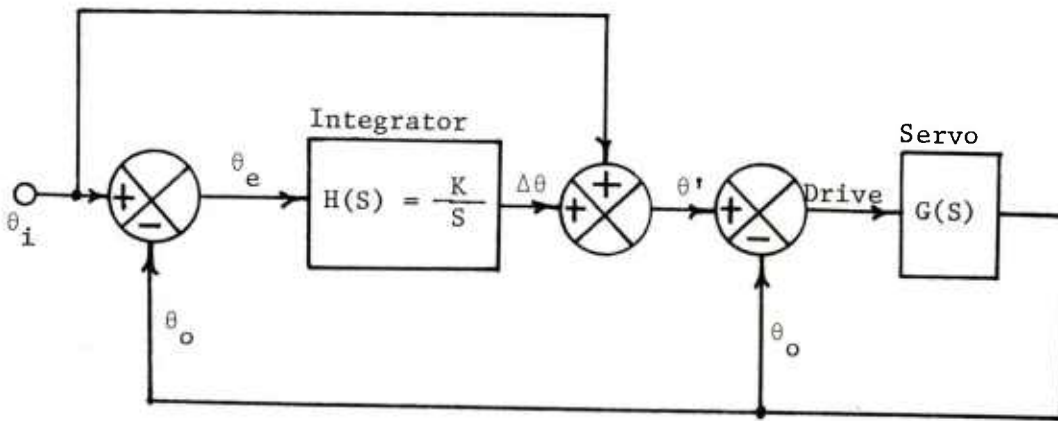 Integrator
Servo
θe
H(S) = K/S
Δθ
θ'
Drive
G(S)
θi
θo
θo
+
−
+
+
+
−